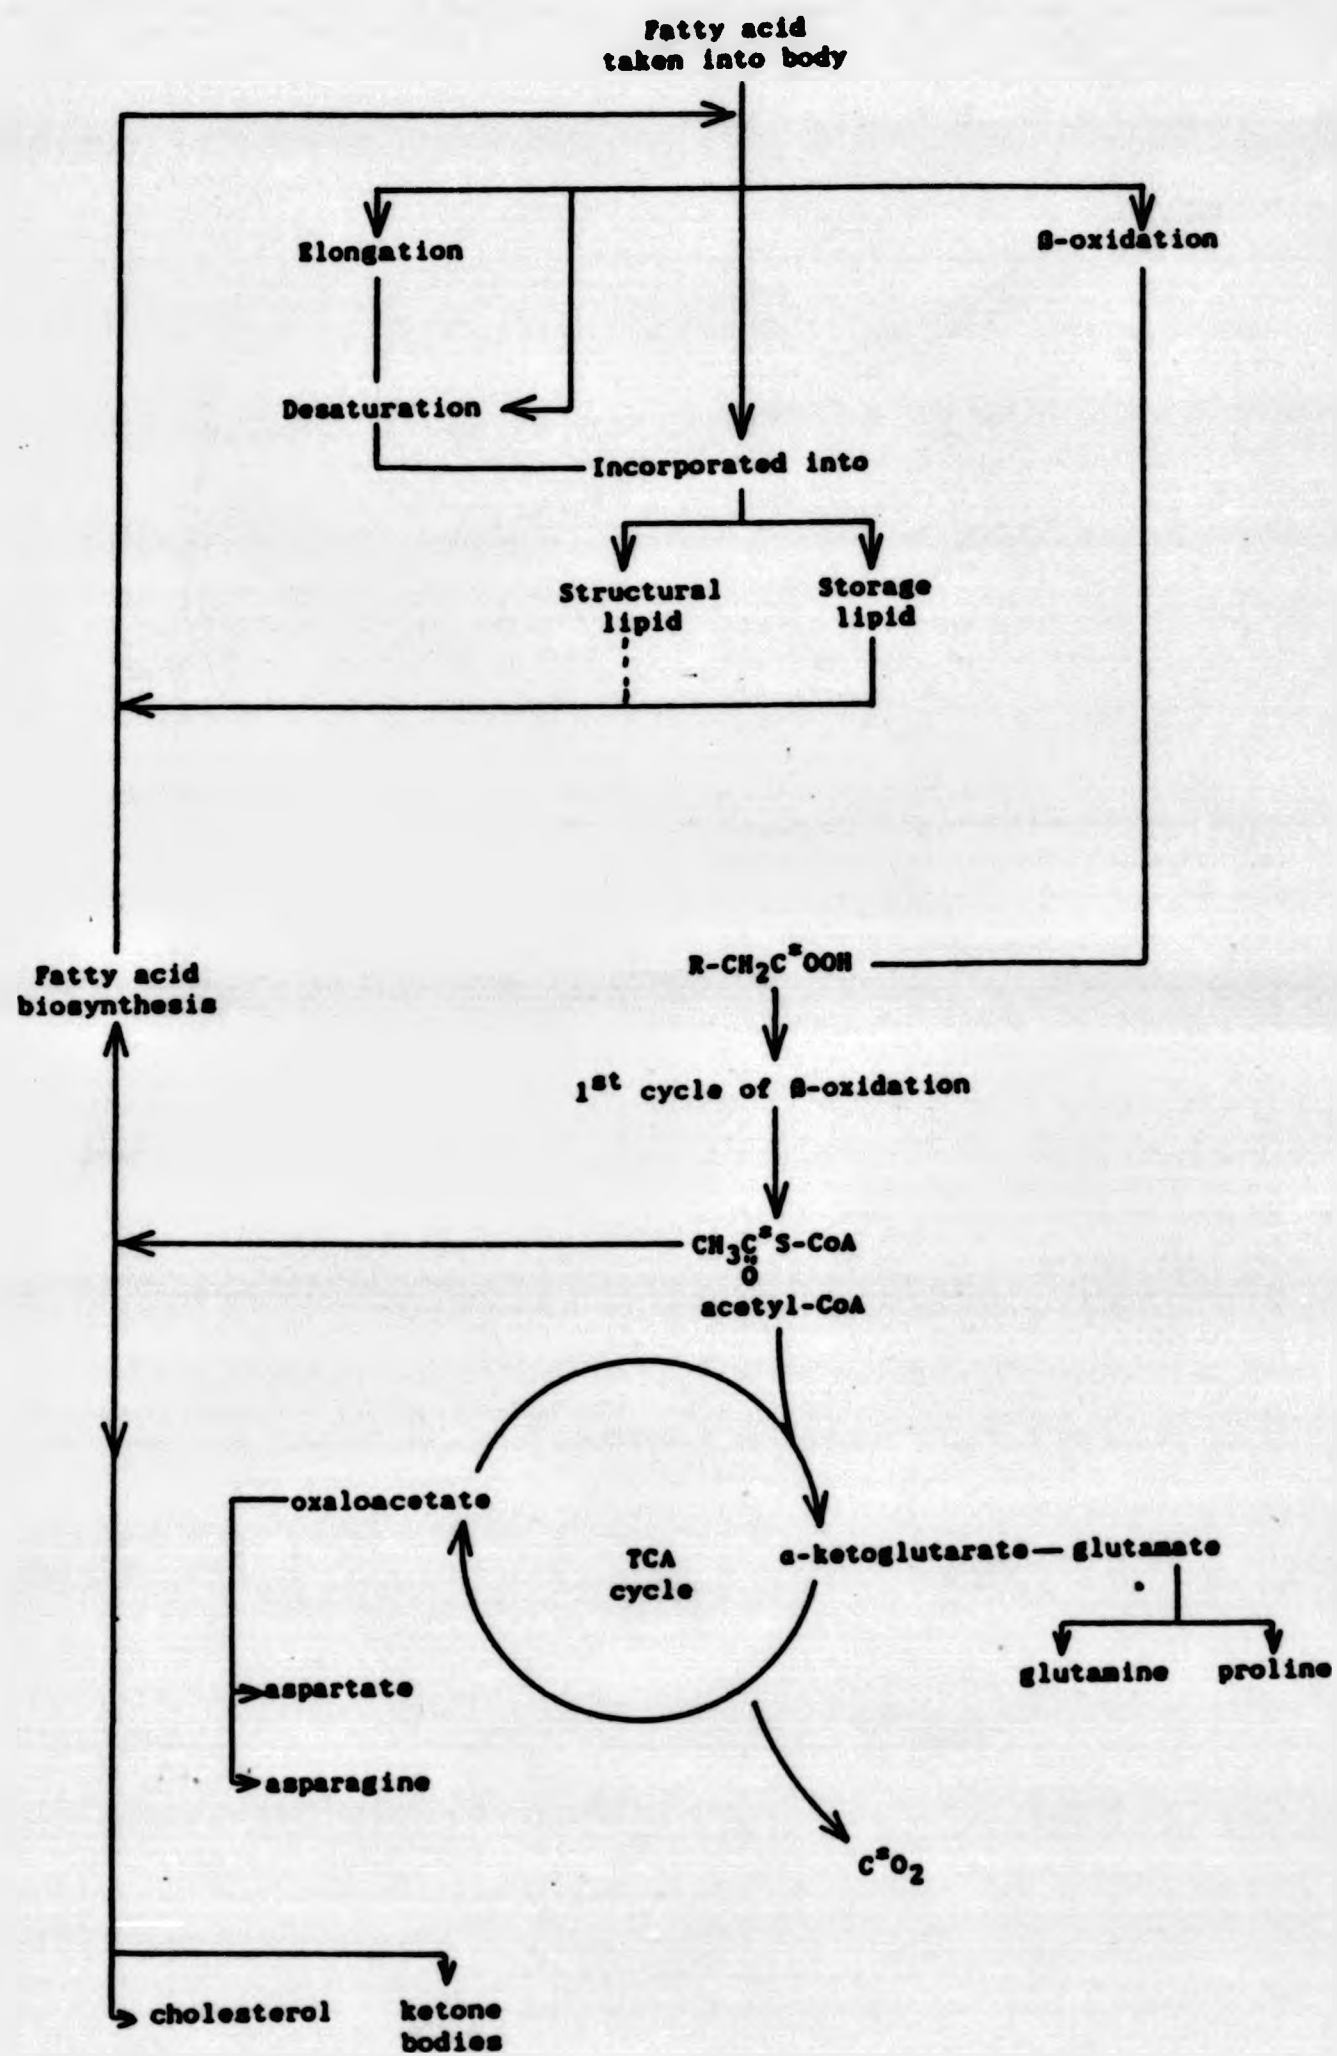 Fatty acid
taken into body
Elongation
β-oxidation
Desaturation
Incorporated into
Structural
lipid
Storage
lipid
Fatty acid
biosynthesis
R-CH₂C*OOH
1ˢᵗ cycle of β-oxidation
CH₃C*S-CoA
O
acetyl-CoA
oxaloacetate
TCA
cycle
α-ketoglutarate — glutamate
glutamine
proline
aspartate
asparagine
C*O₂
cholesterol
ketone
bodies